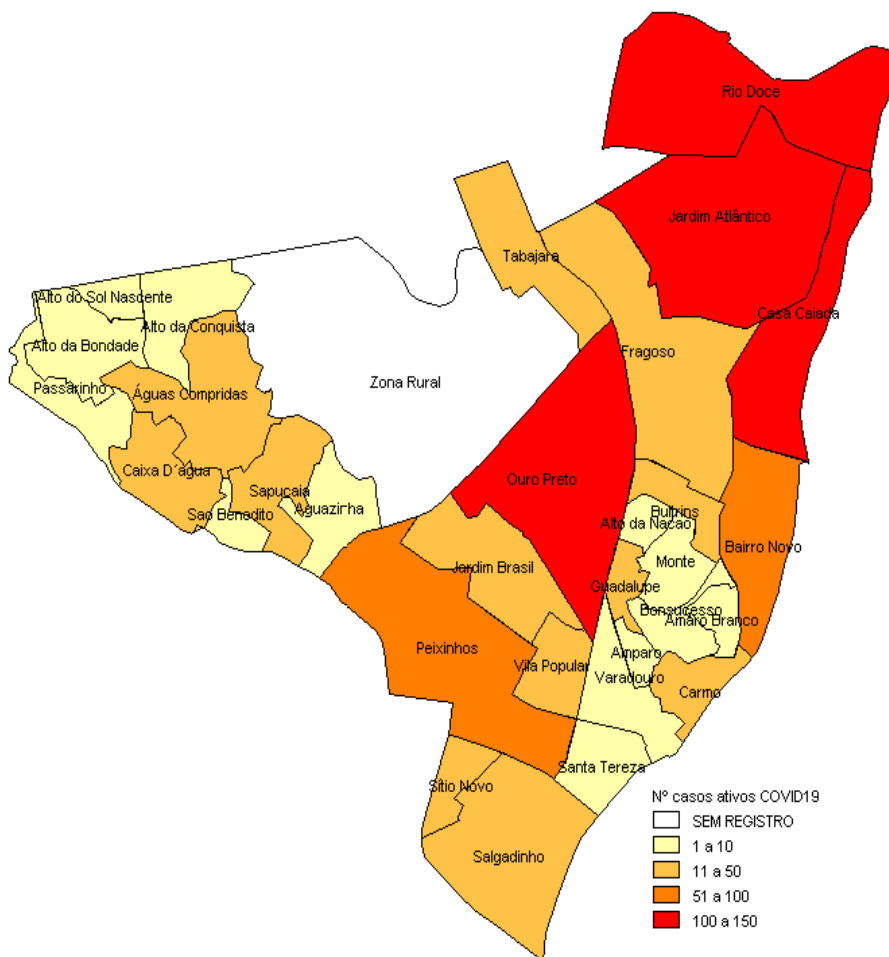 Rio Doce
Jardim Atlântico
Tabajara
Alto do Sol Nascente
Casa Caiada
Alto da Conquista
Alto da Bondade
Fragoso
Zona Rural
Passarinho
Águas Compridas
Caixa D´água
Ouro Preto
Sapucaia
Aguazinha
Sao Benedito
Bultrins
Alto da Nacao
Bairro Novo
Monte
Jardim Brasil
Guadalupe
Bonsucesso
Amaro Branco
Peixinhos
Amparo
Vila Popular
Varadouro
Carmo
Santa Tereza
Sítio Novo
Salgadinho
Nº casos ativos COVID19
SEM REGISTRO
1 a 10
11 a 50
51 a 100
100 a 150